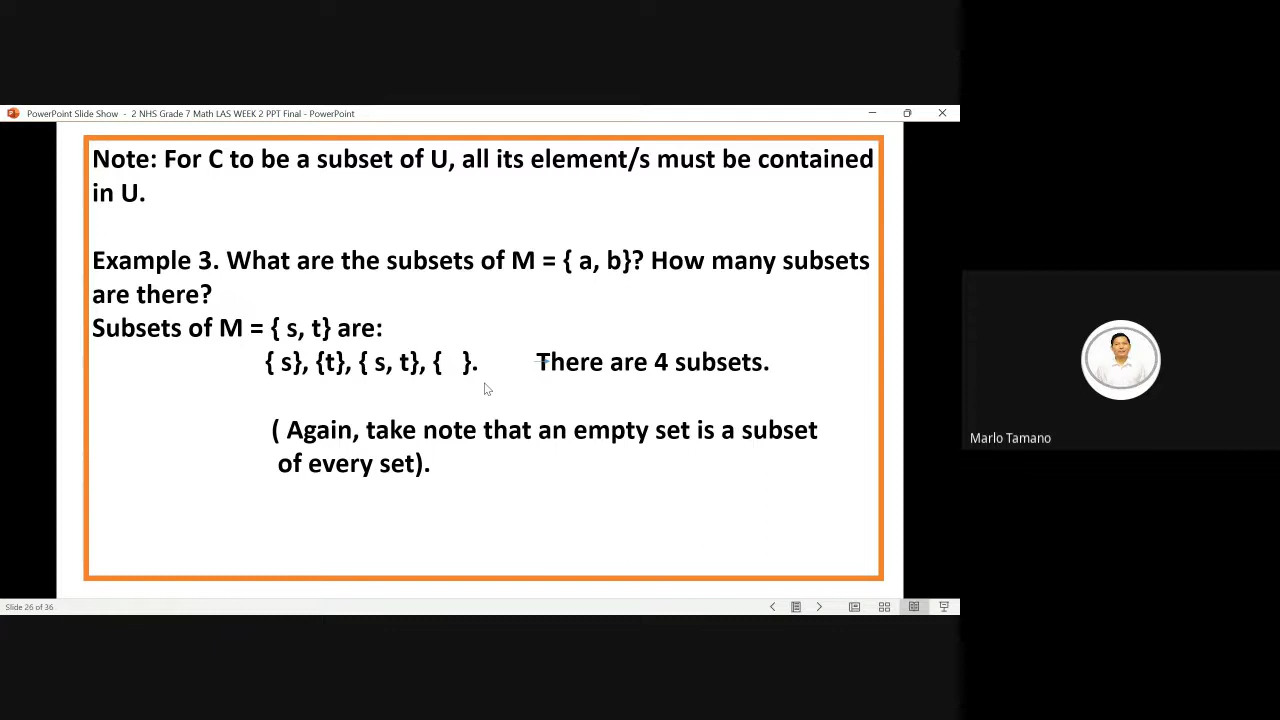 PowerPoint Slide Show - 2 NHS Grade 7 Math LAS WEEK 2 PPT Final - PowerPoint
Note: For C to be a subset of U, all its element/s must be contained
in U.
Example 3. What are the subsets of M = { a, b}? How many subsets
are there?
Subsets of M = { s, t} are:
{ s}, {t}, { s, t}, {   }. There are 4 subsets.
( Again, take note that an empty set is a subset
of every set).
Marlo Tamano
Slide 26 of 36